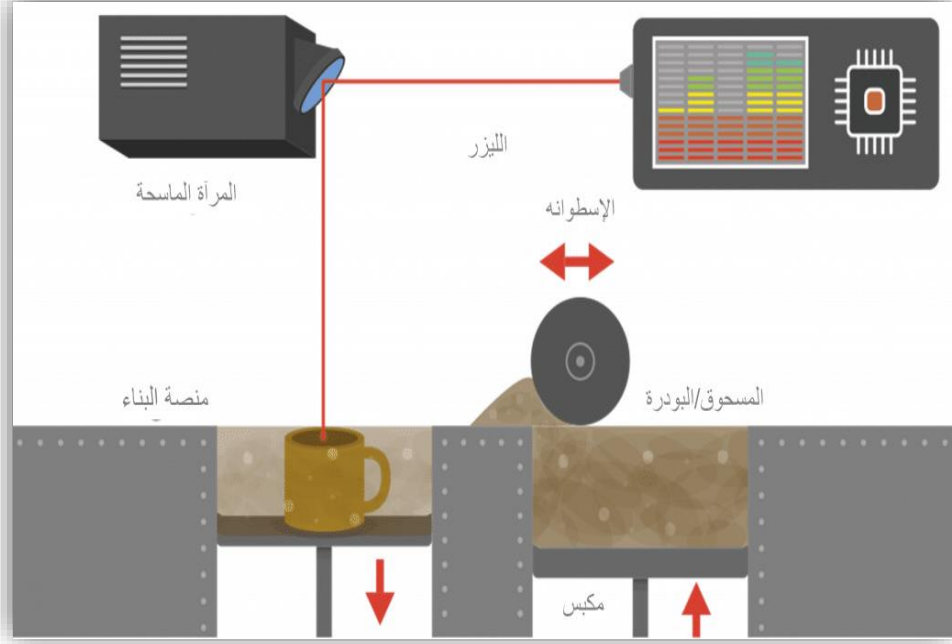 الليزر
المرآة الماسحة
الإسطوانه
منصة البناء
المسحوق/البودرة
مكبس